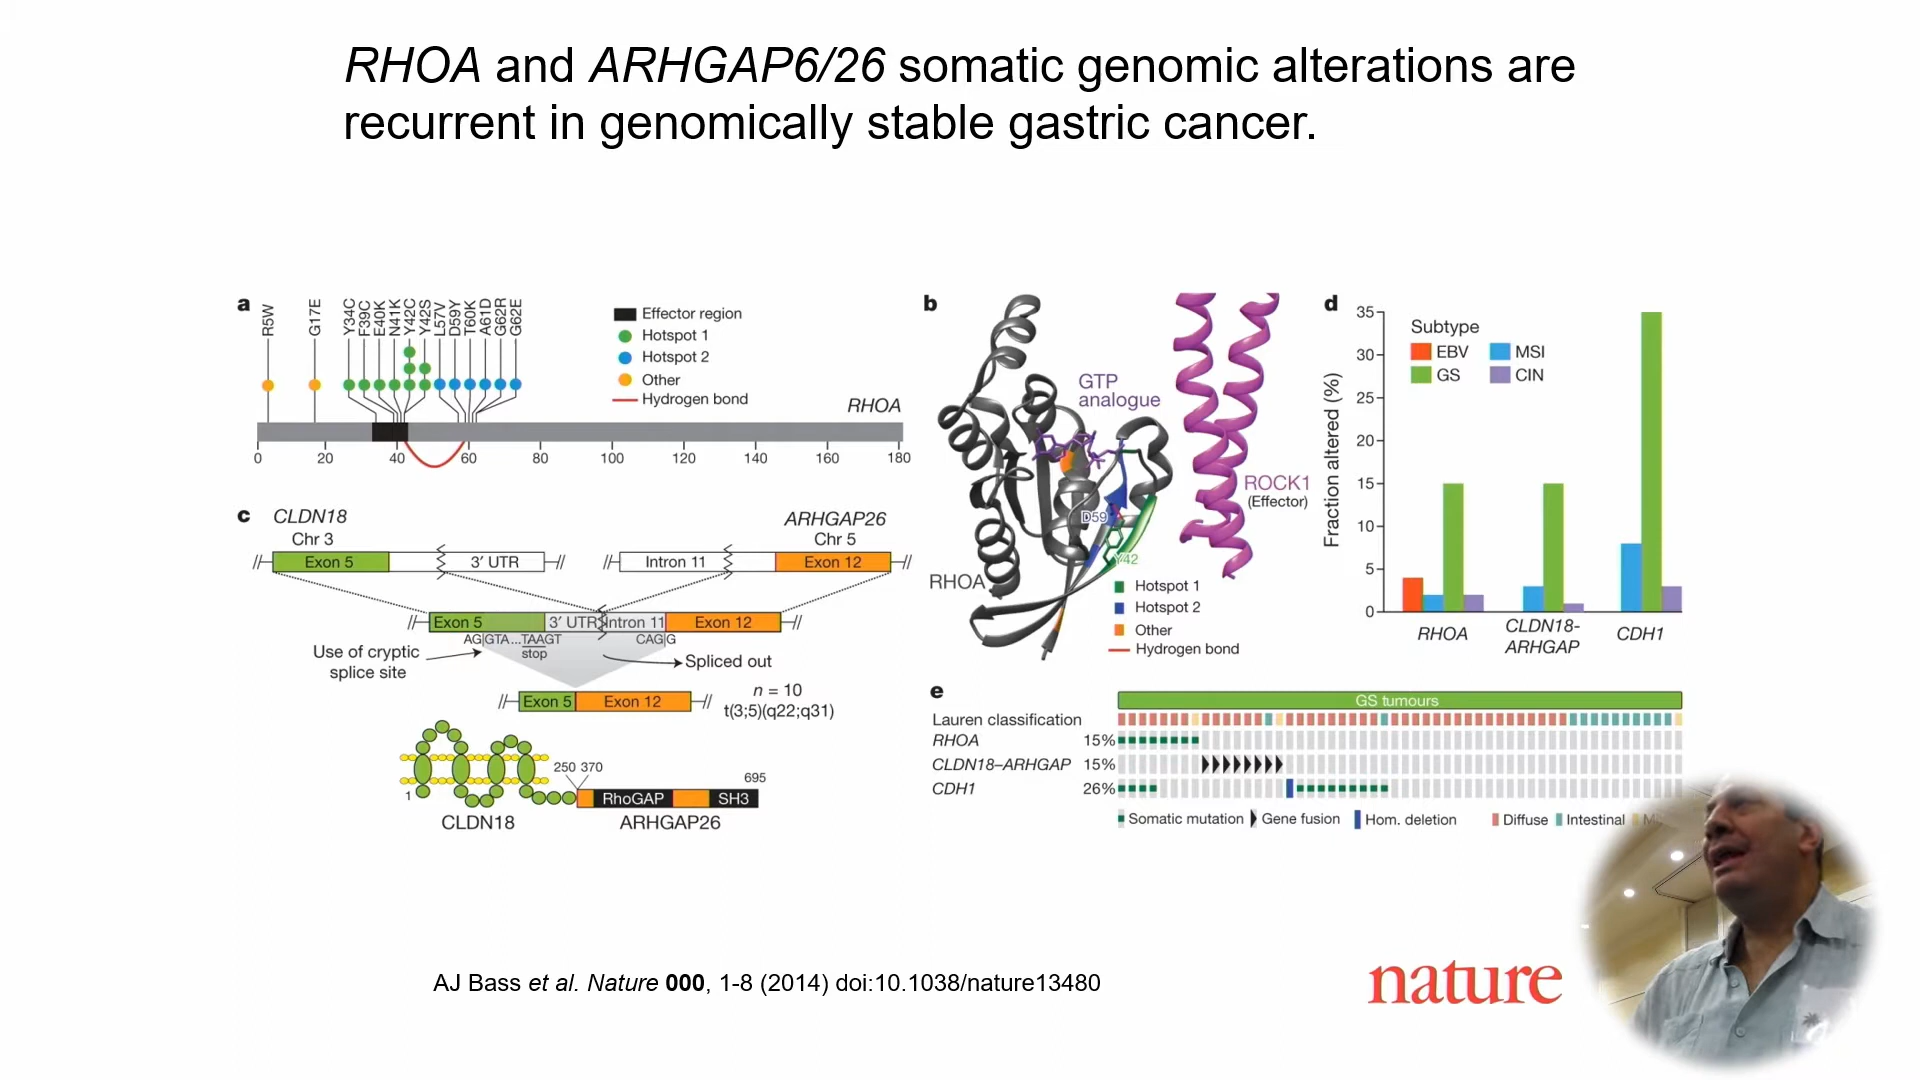 RHOA and ARHGAP6/26 somatic genomic alterations are
recurrent in genomically stable gastric cancer.
a
R5W
G17E
Y34C
F39C
E40K
N41K
Y42C
Y42S
L57V
D59Y
T60K
A61D
G62R
G62E
Effector region
Hotspot 1
Hotspot 2
Other
Hydrogen bond
RHOA
0 20 40 60 80 100 120 140 160 180
b
GTP
analogue
ROCK1
(Effector)
D59
Y42
RHOA
Hotspot 1
Hotspot 2
Other
Hydrogen bond
c
CLDN18
Chr 3
ARHGAP26
Chr 5
Exon 5
3′ UTR
Intron 11
Exon 12
Exon 5
3′ UTR
Intron 11
Exon 12
AG GTA...TAAGT
CAG G
stop
Use of cryptic
splice site
Spliced out
Exon 5
Exon 12
n = 10
t(3;5)(q22;q31)
250 370
695
1
RhoGAP
SH3
CLDN18
ARHGAP26
d
Fraction altered (%)
35
30
25
20
15
10
5
0
Subtype
EBV
MSI
GS
CIN
RHOA
CLDN18-
ARHGAP
CDH1
e
GS tumours
Lauren classification
RHOA 15%
CLDN18–ARHGAP 15%
CDH1 26%
Somatic mutation
Gene fusion
Hom. deletion
Diffuse
Intestinal
AJ Bass et al. Nature 000, 1-8 (2014) doi:10.1038/nature13480
nature